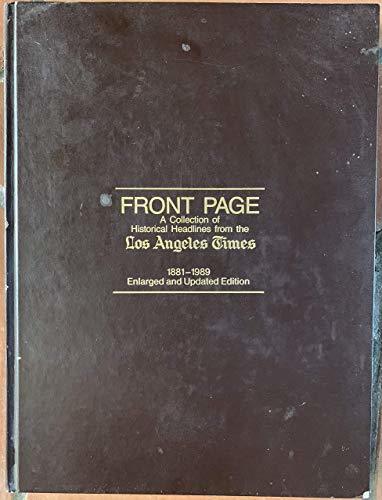 FRONT PAGE
A Collection of
Historical Headlines from the
Los Angeles Times
1881–1989
Enlarged and Updated Edition